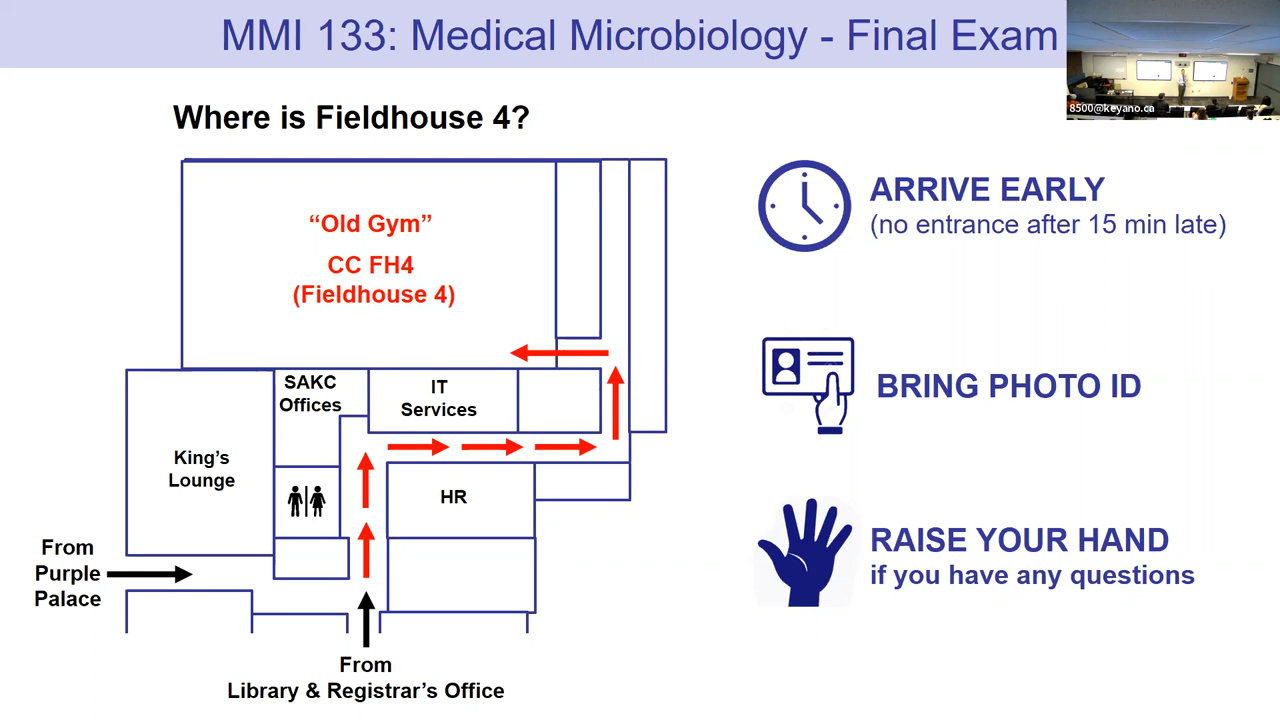 MMI 133: Medical Microbiology - Final Exam
8500@keyano.ca
Where is Fieldhouse 4?
“Old Gym”
CC FH4
(Fieldhouse 4)
SAKC
Offices
IT
Services
King’s
Lounge
HR
From
Purple
Palace
From
Library & Registrar’s Office
ARRIVE EARLY
(no entrance after 15 min late)
BRING PHOTO ID
RAISE YOUR HAND
if you have any questions